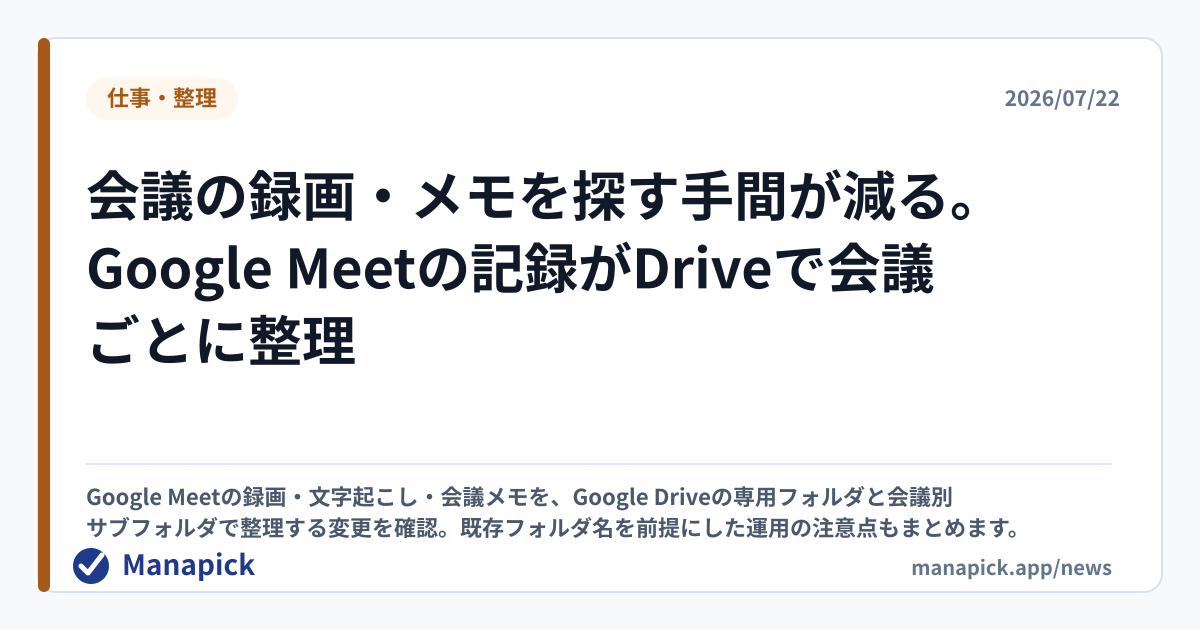 仕事・整理
2026/07/22
会議の録画・メモを探す手間が減る。
Google Meetの記録がDriveで会議
ごとに整理
Google Meetの録画・文字起こし・会議メモを、Google Driveの専用フォルダと会議別
サブフォルダで整理する変更を確認。既存フォルダ名を前提にした運用の注意点もまとめます。
Manapick
manapick.app/news